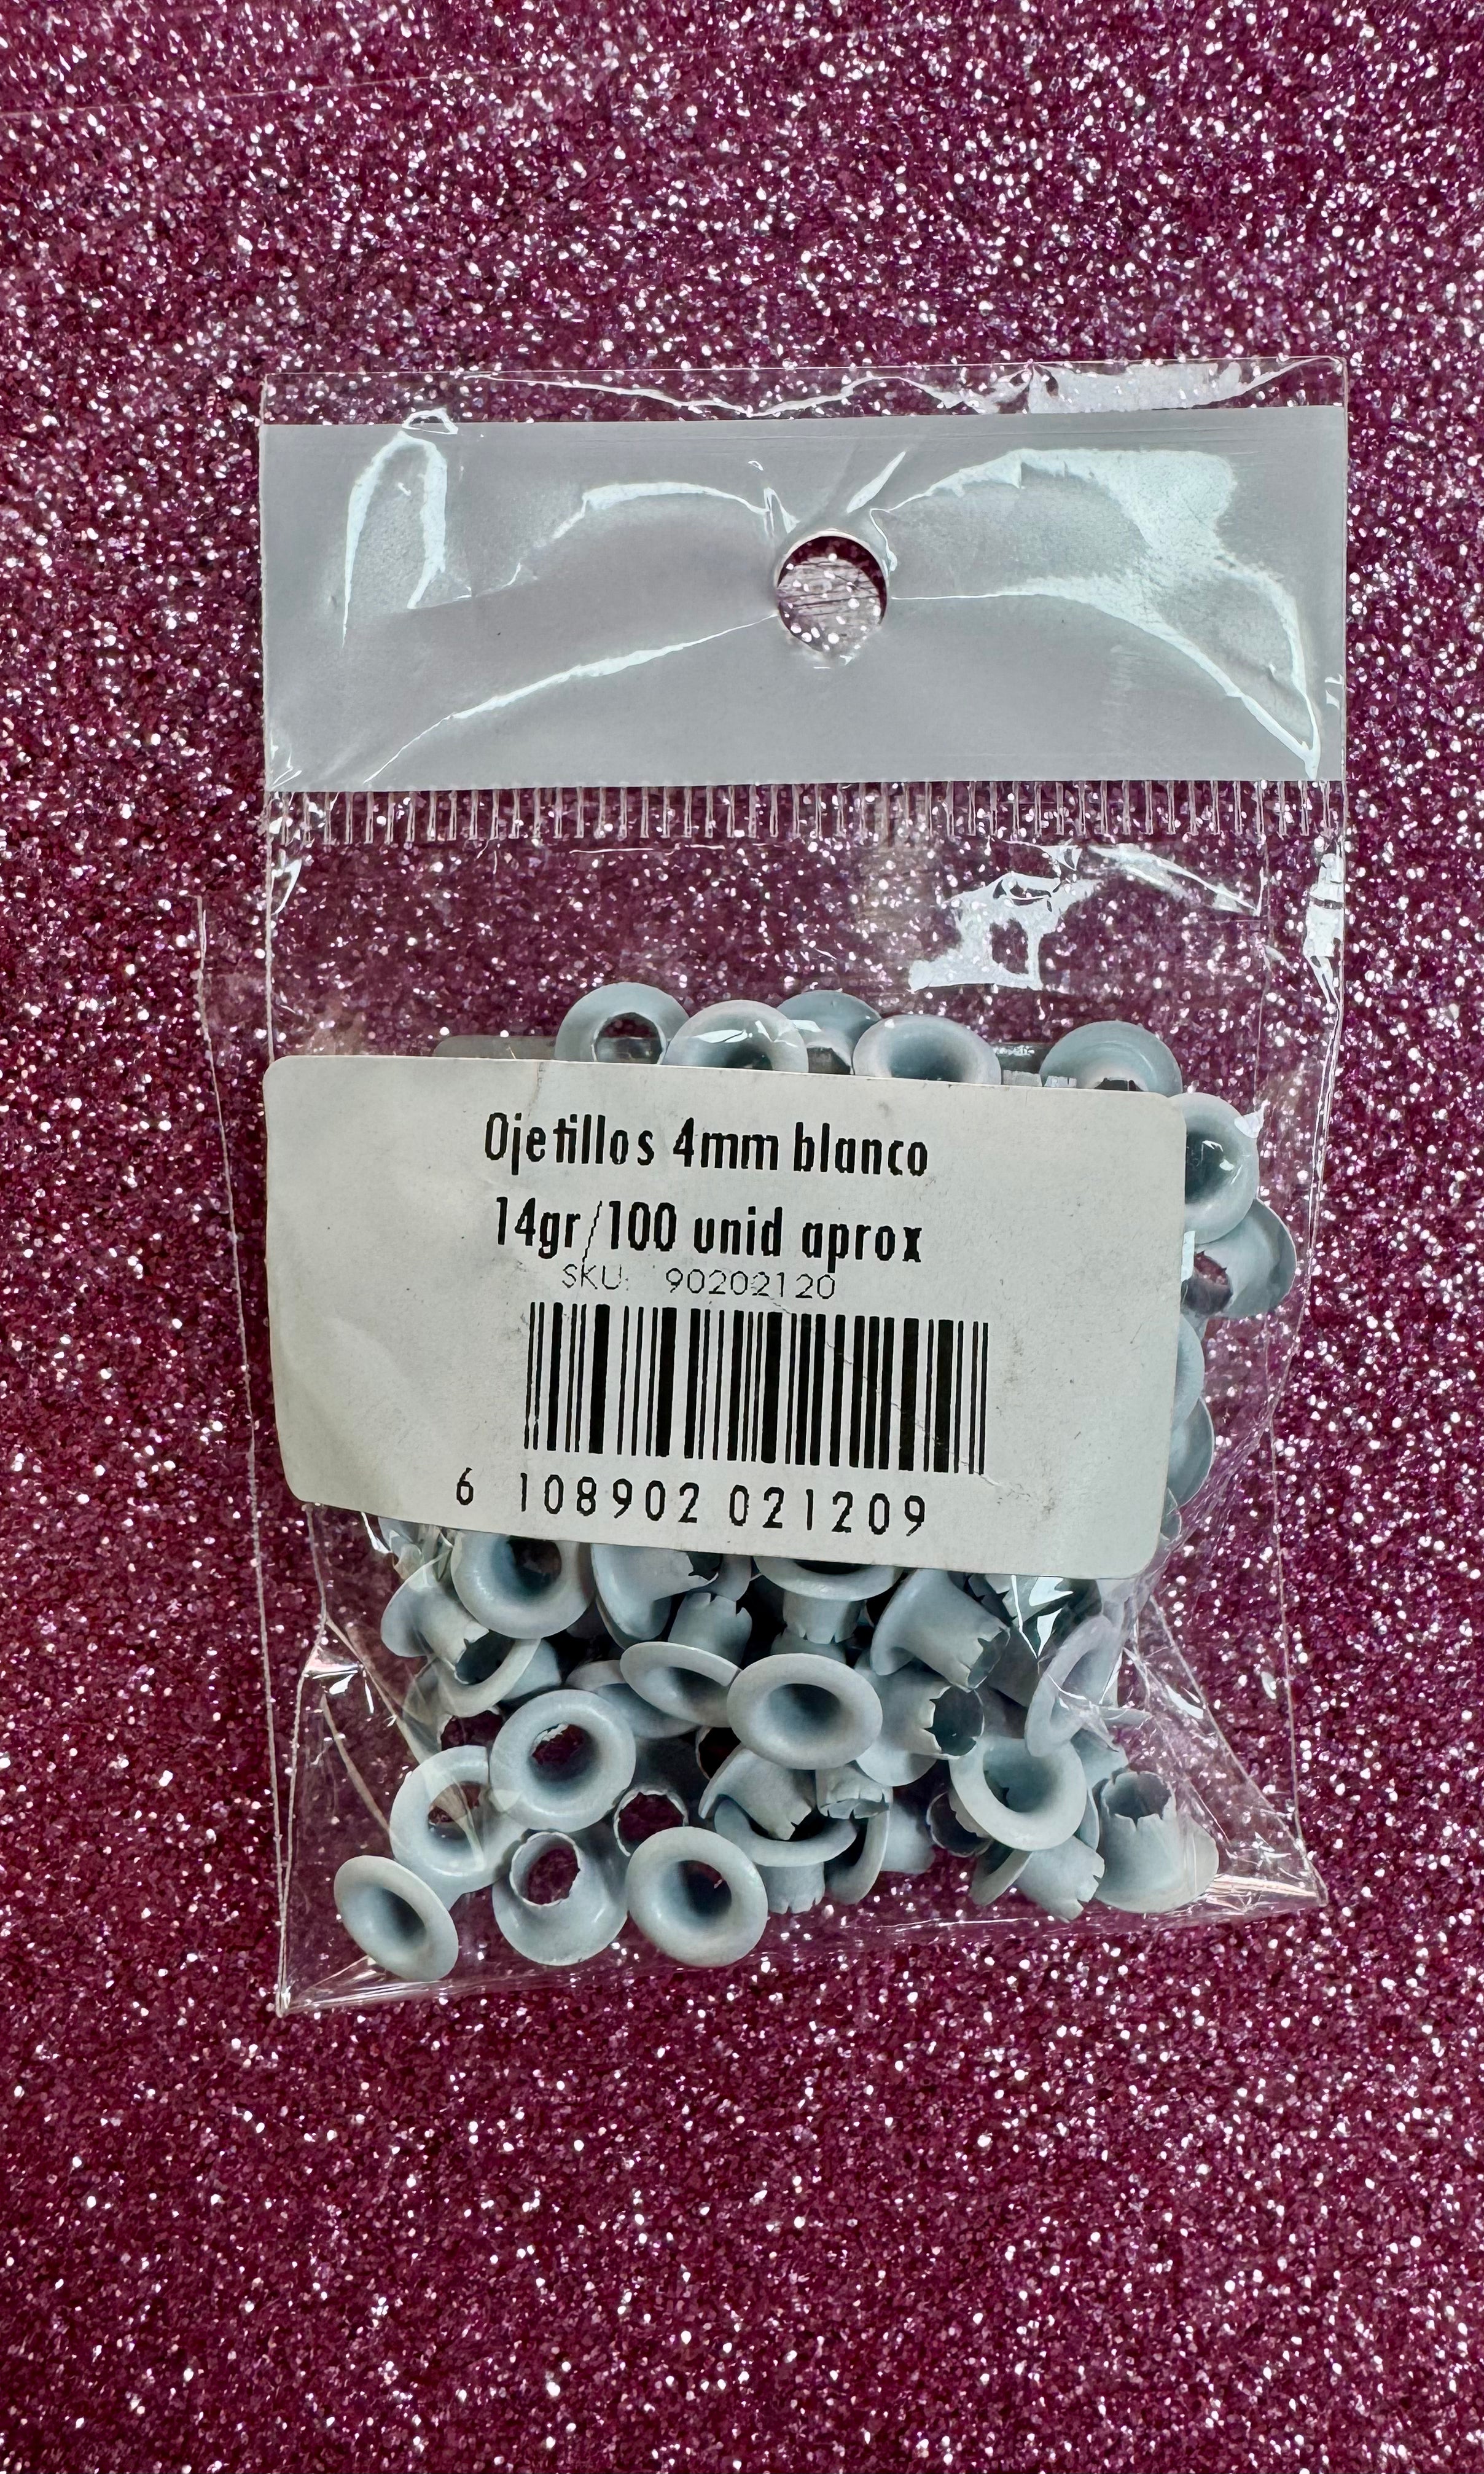 Ojetillos 4mm blanco
14gr/100 unid aprox
SKU: 90202120
6 108902 021209